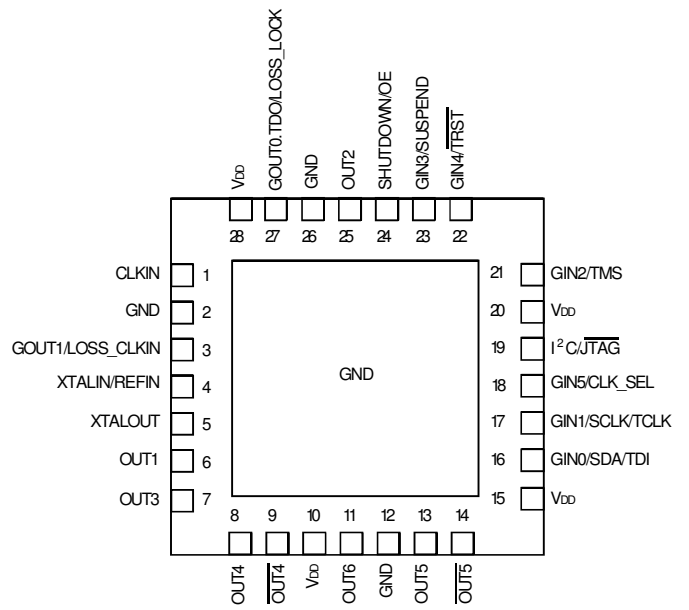 VDD
GOUT0.TDO/LOSS_LOCK
GND
OUT2
SHUTDOWN/OE
GIN3/SUSPEND
GIN4/TRST
28 27 26 25 24 23 22
CLKIN 1
GND 2
GOUT1/LOSS_CLKIN 3
XTALIN/REFIN 4
XTALOUT 5
OUT1 6
OUT3 7
GND
21 GIN2/TMS
20 VDD
19 I2C/JTAG
18 GIN5/CLK_SEL
17 GIN1/SCLK/TCLK
16 GIN0/SDA/TDI
15 VDD
8 9 10 11 12 13 14
OUT4
OUT4
VDD
OUT6
GND
OUT5
OUT5